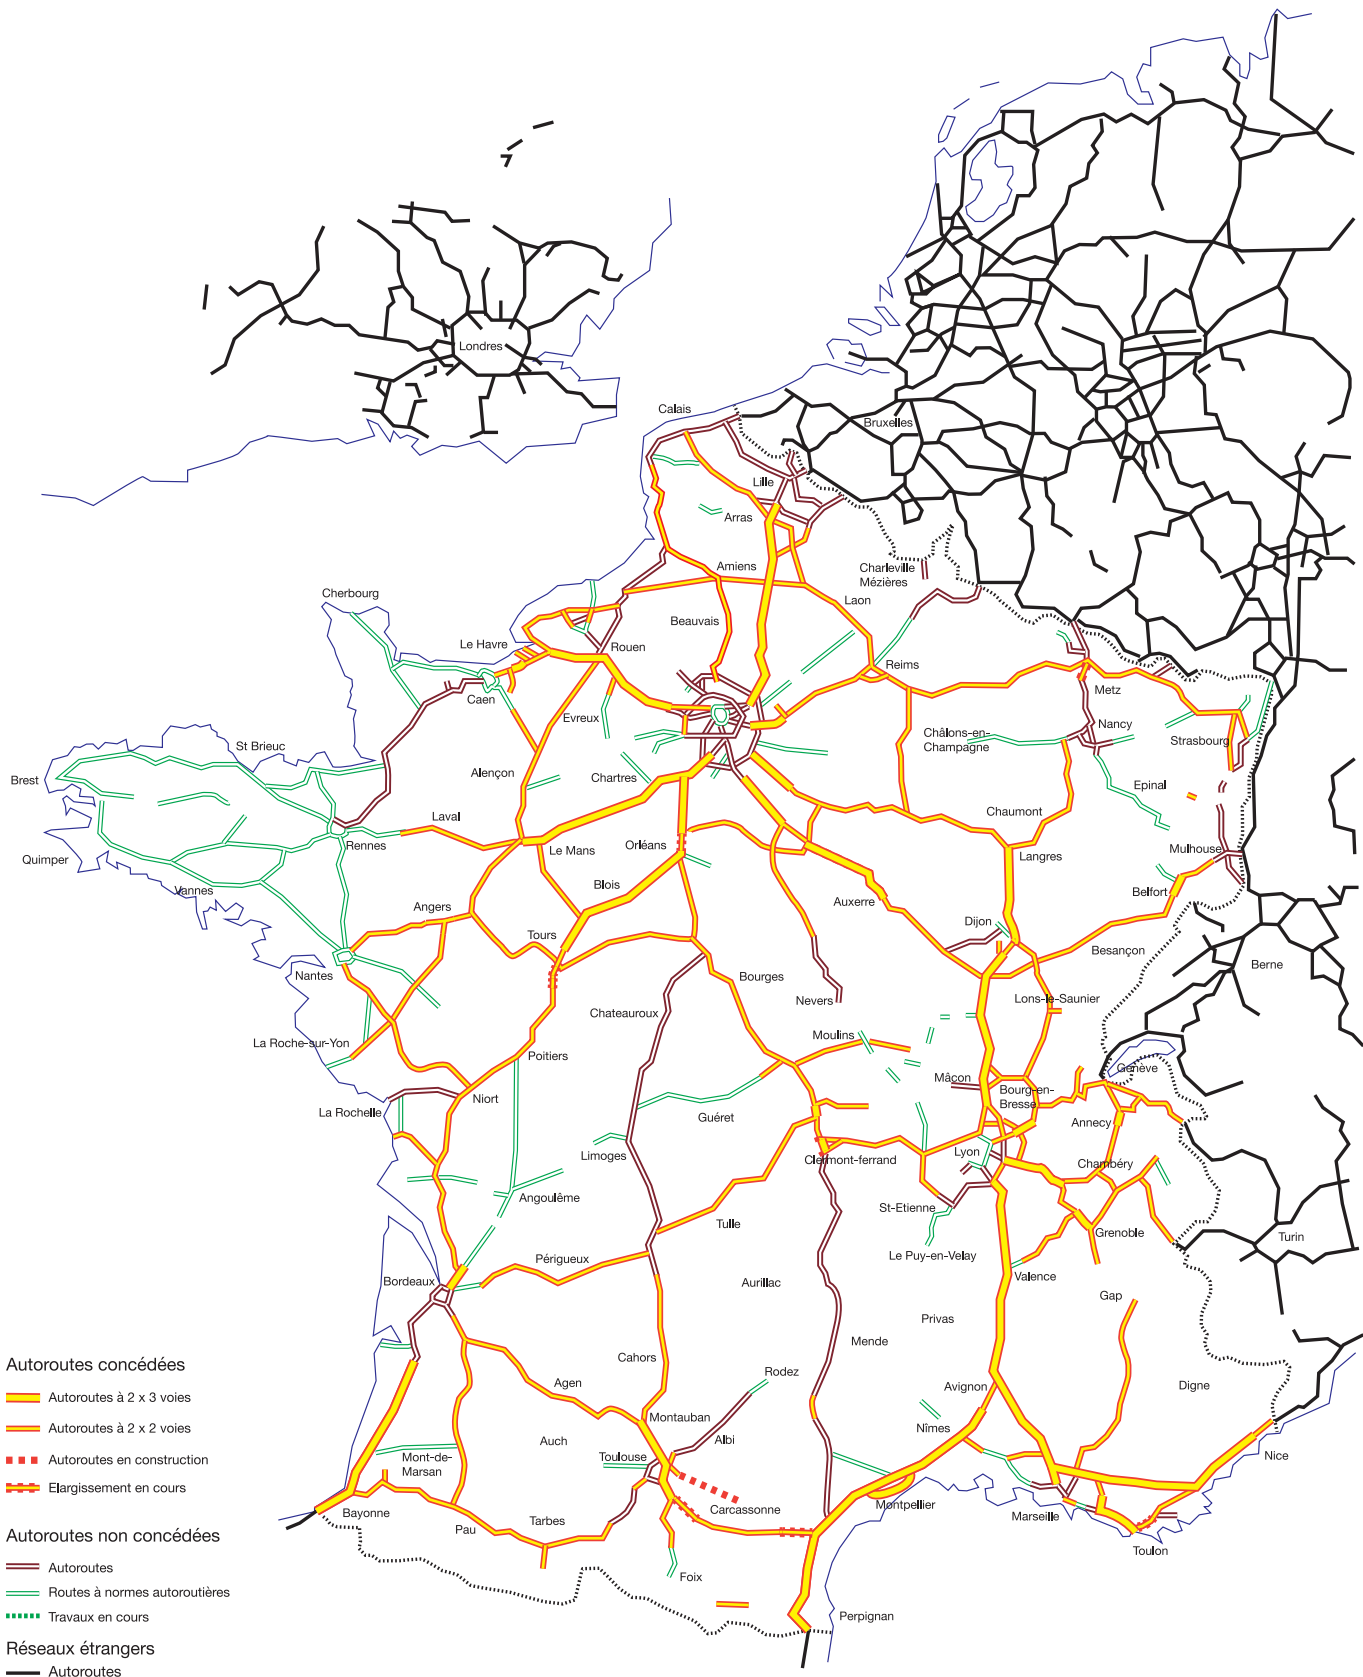 Londres
Calais
Bruxelles
Lille
Arras
Amiens
Charleville
Mézières
Laon
Cherbourg
Beauvais
Le Havre
Rouen
Reims
Caen
Metz
Evreux
Nancy
Châlons-en-
Champagne
Strasbourg
St Brieuc
Alençon
Chartres
Brest
Epinal
Laval
Chaumont
Rennes
Le Mans
Orléans
Langres
Mulhouse
Quimper
Vannes
Blois
Belfort
Angers
Auxerre
Dijon
Tours
Besançon
Nantes
Bourges
Berne
Nevers
Lons-le-Saunier
Chateauroux
Moulins
La Roche-sur-Yon
Poitiers
Mâcon
Genève
Niort
Bourg-en-
Bresse
La Rochelle
Guéret
Annecy
Limoges
Clermont-ferrand
Lyon
Chambéry
Angoulême
St-Etienne
Tulle
Grenoble
Turin
Périgueux
Le Puy-en-Velay
Bordeaux
Aurillac
Valence
Gap
Privas
Mende
Cahors
Rodez
Agen
Avignon
Digne
Montauban
Nîmes
Auch
Albi
Toulouse
Mont-de-
Marsan
Nice
Carcassonne
Montpellier
Bayonne
Marseille
Tarbes
Pau
Toulon
Foix
Perpignan
Autoroutes concédées
Autoroutes à 2 x 3 voies
Autoroutes à 2 x 2 voies
Autoroutes en construction
Elargissement en cours
Autoroutes non concédées
Autoroutes
Routes à normes autoroutières
Travaux en cours
Réseaux étrangers
Autoroutes